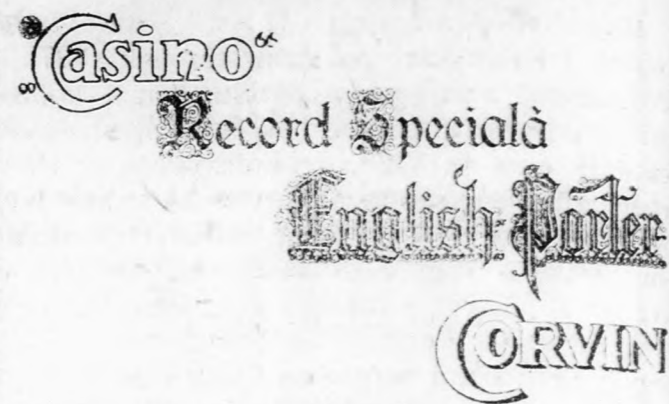 „Casino“
Record Specială
English-Porter
CORVIN